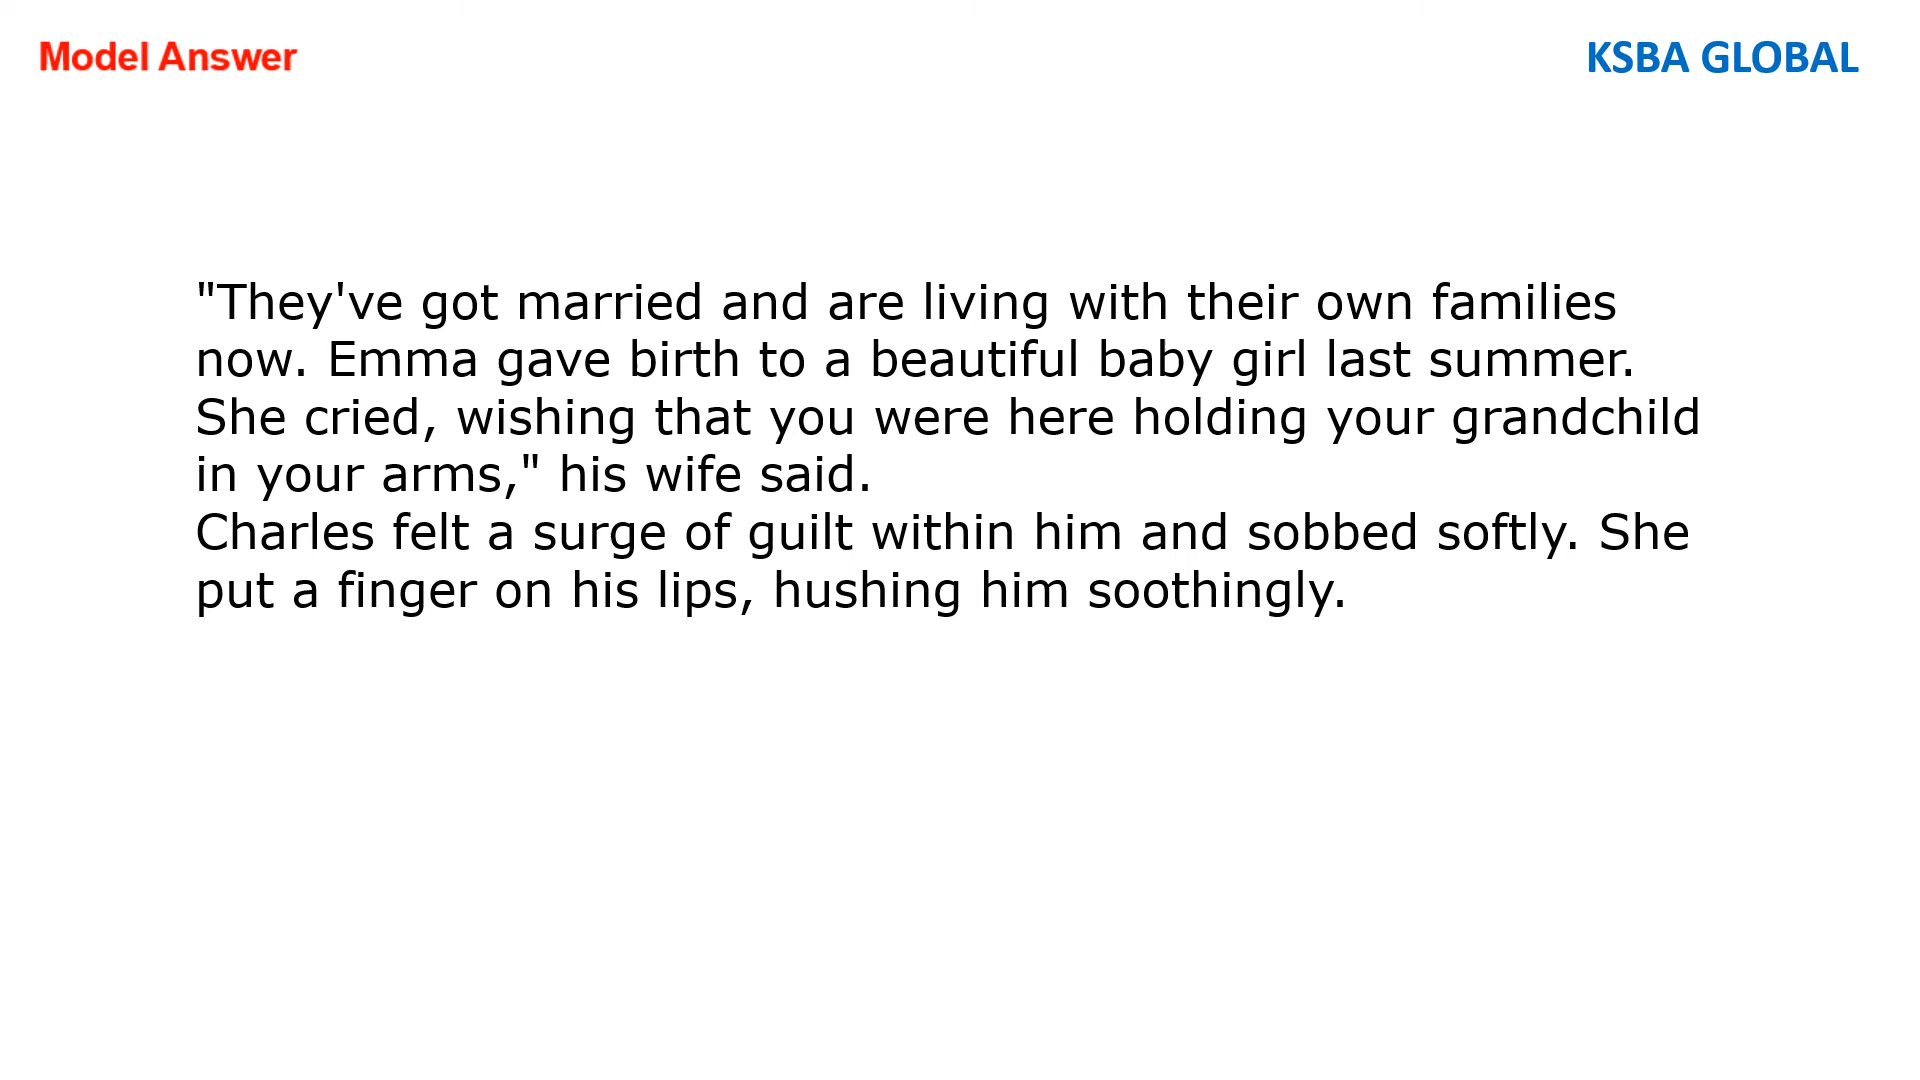 Model Answer
KSBA GLOBAL
"They've got married and are living with their own families
now. Emma gave birth to a beautiful baby girl last summer.
She cried, wishing that you were here holding your grandchild
in your arms," his wife said.
Charles felt a surge of guilt within him and sobbed softly. She
put a finger on his lips, hushing him soothingly.